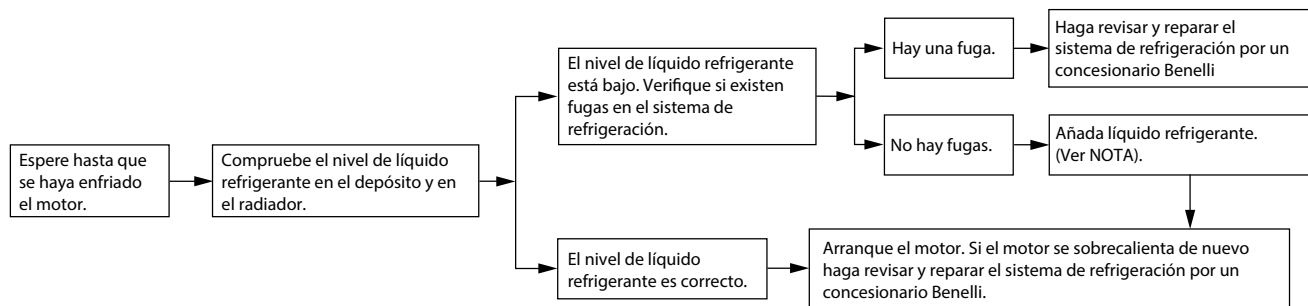 Espere hasta que
se haya enfriado
el motor.
Compruebe el nivel de líquido
refrigerante en el depósito y en
el radiador.
El nivel de líquido refrigerante
está bajo. Verifique si existen
fugas en el sistema de
refrigeración.
Hay una fuga.
Haga revisar y reparar el
sistema de refrigeración por un
concesionario Benelli
No hay fugas.
Añada líquido refrigerante.
(Ver NOTA).
El nivel de líquido
refrigerante es correcto.
Arranque el motor. Si el motor se sobrecalienta de nuevo
haga revisar y reparar el sistema de refrigeración por un
concesionario Benelli.